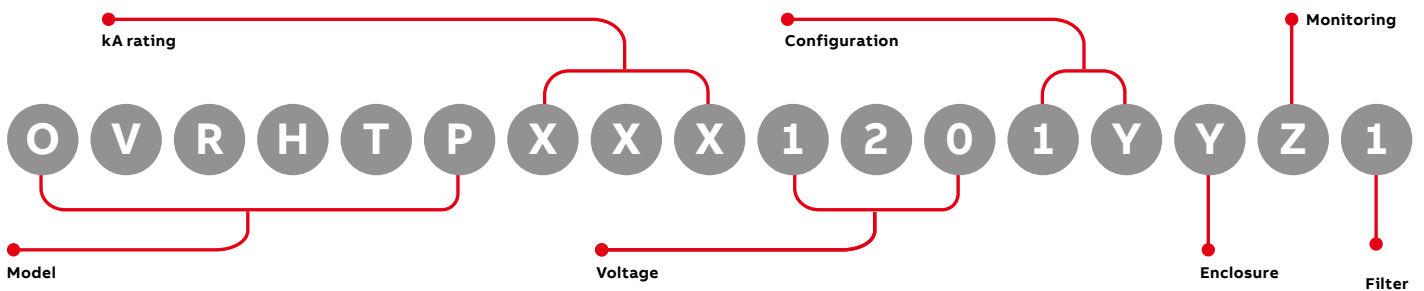 Monitoring
kA rating
Configuration
O V R H T P X X X 1 2 0 1 Y Y Z 1
Model
Voltage
Enclosure
Filter